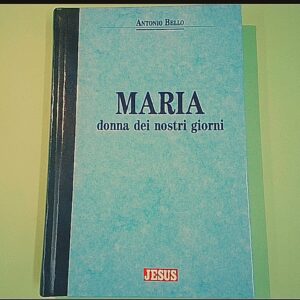 ANTONIO BELLO
MARIA
donna dei nostri giorni
JESUS